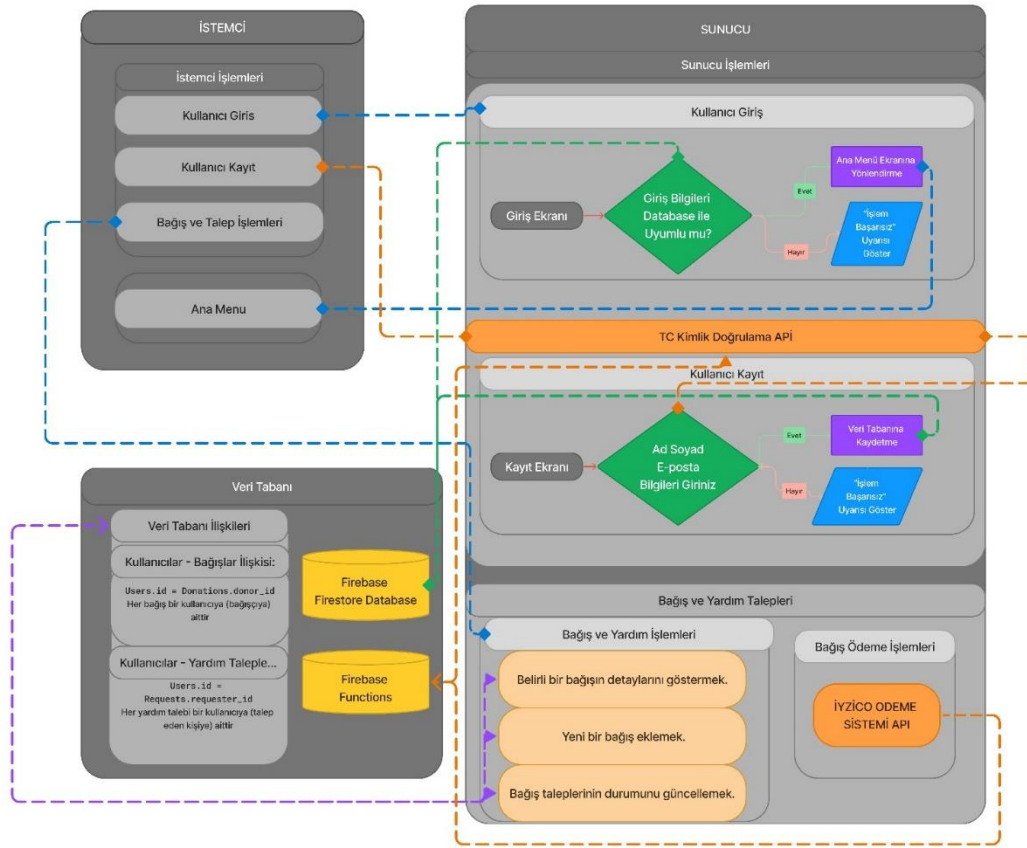 İSTEMCİ
İstemci İşlemleri
Kullanıcı Giris
Kullanıcı Kayıt
Bağış ve Talep İşlemleri
Ana Menu
SUNUCU
Sunucu İşlemleri
Kullanıcı Giriş
Giriş Ekranı
Giriş Bilgileri
Database ile
Uyumlu mu?
Evet
Hayır
Ana Menü Ekranına
Yönlendirme
"İşlem
Başarısız"
Uyarısı
Göster
TC Kimlik Doğrulama APİ
Kullanıcı Kayıt
Kayıt Ekranı
Ad Soyad
E-posta
Bilgileri Giriniz
Evet
Hayır
Veri Tabanına
Kaydetme
"İşlem
Başarısız"
Uyarısı Göster
Veri Tabanı
Veri Tabanı İlişkileri
Kullanıcılar - Bağışlar İlişkisi:
Users.id = Donations.donor_id
Her bağış bir kullanıcıya (bağışçıya)
aittir
Kullanıcılar - Yardım Taleple...
Users.id =
Requests.requester_id
Her yardım talebi bir kullanıcıya (talep
eden kişiye) aittir
Firebase
Firestore Database
Firebase
Functions
Bağış ve Yardım Talepleri
Bağış ve Yardım İşlemleri
Belirli bir bağışın detaylarını göstermek.
Yeni bir bağış eklemek.
Bağış taleplerinin durumunu güncellemek.
Bağış Ödeme İşlemleri
İYZİCO ODEME
SİSTEMİ API